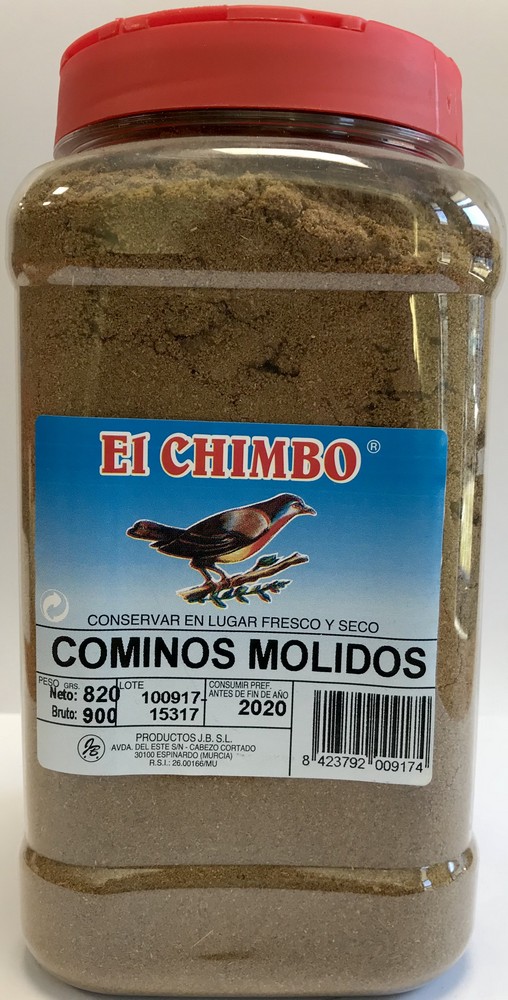 El CHIMBO ®
CONSERVAR EN LUGAR FRESCO Y SECO
COMINOS MOLIDOS
PESO GRS.
Neto: 820
Bruto: 900
LOTE
100917-
15317
CONSUMIR PREF.
ANTES DE FIN DE AÑO
2020
PRODUCTOS J.B. S.L.
AVDA. DEL ESTE S/N - CABEZO CORTADO
30100 ESPINARDO (MURCIA)
R.S.I.: 26.00166/MU
JB
8 423792 009174